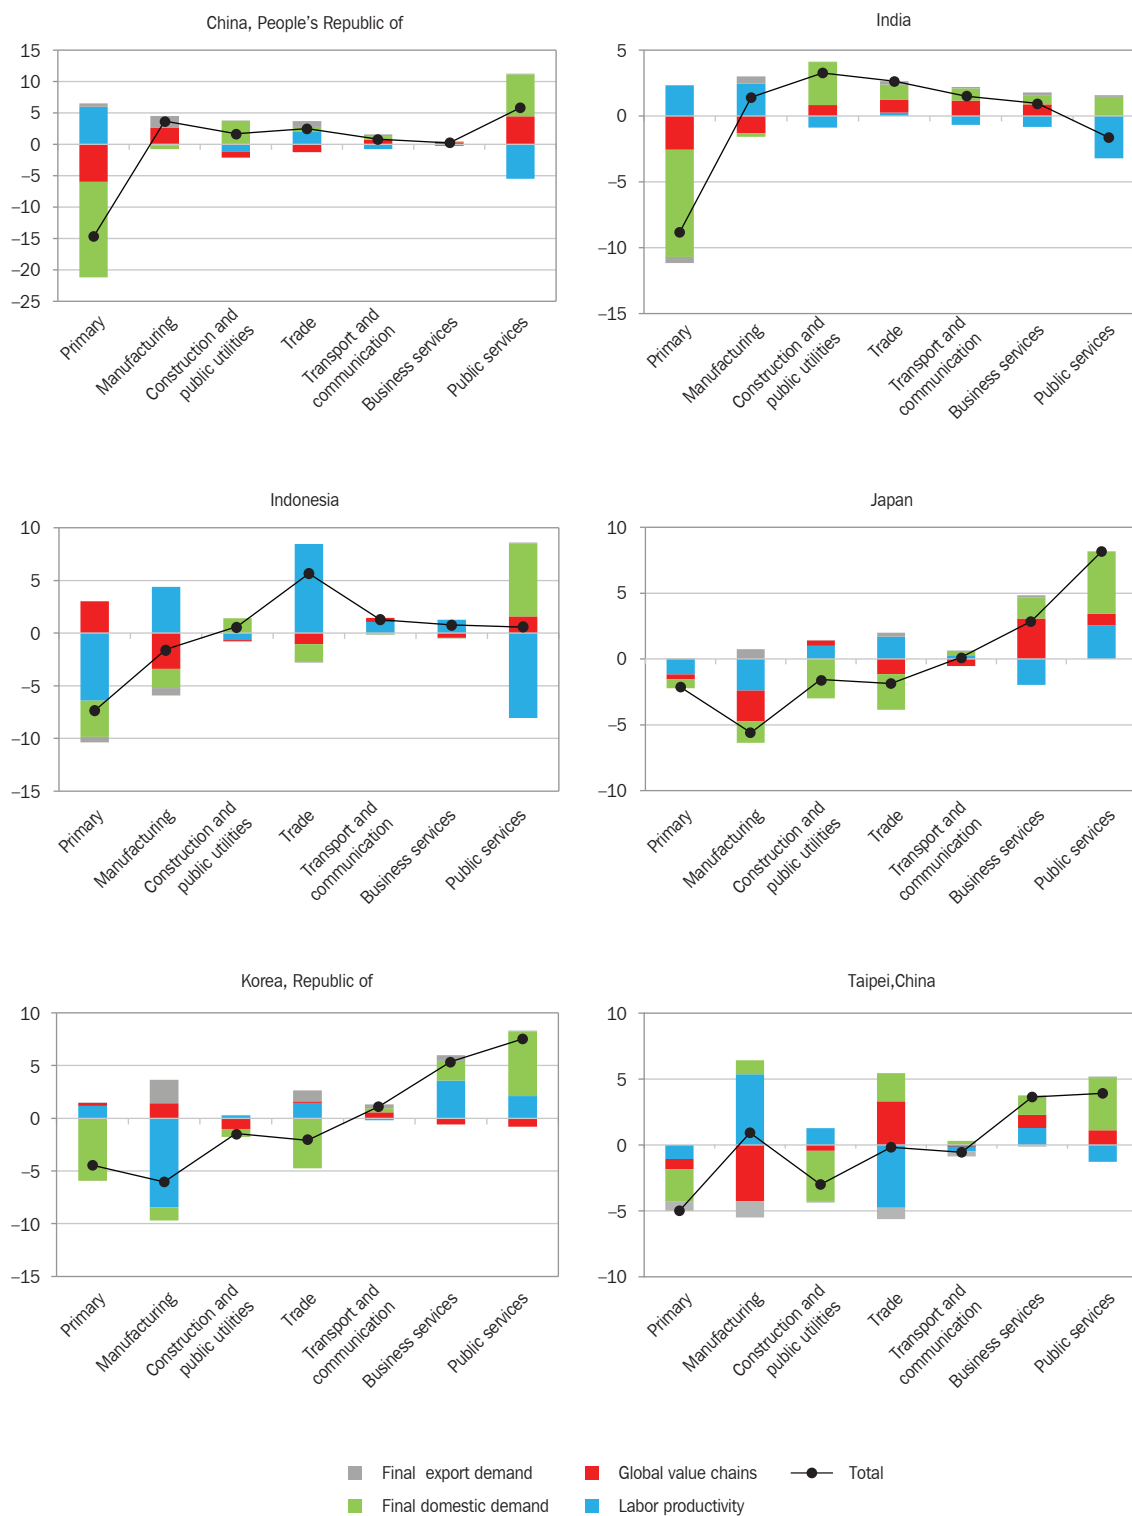 China, People's Republic of
15
10
5
0
–5
–10
–15
–20
–25
Primary
Manufacturing
Construction and
public utilities
Trade
Transport and
communication
Business services
Public services
India
5
0
–5
–10
–15
Primary
Manufacturing
Construction and
public utilities
Trade
Transport and
communication
Business services
Public services
Indonesia
10
5
0
–5
–10
–15
Primary
Manufacturing
Construction and
public utilities
Trade
Transport and
communication
Business services
Public services
Japan
10
5
0
–5
–10
Primary
Manufacturing
Construction and
public utilities
Trade
Transport and
communication
Business services
Public services
Korea, Republic of
10
5
0
–5
–10
–15
Primary
Manufacturing
Construction and
public utilities
Trade
Transport and
communication
Business services
Public services
Taipei,China
10
5
0
–5
–10
Primary
Manufacturing
Construction and
public utilities
Trade
Transport and
communication
Business services
Public services
Final export demand
Global value chains
Total
Final domestic demand
Labor productivity